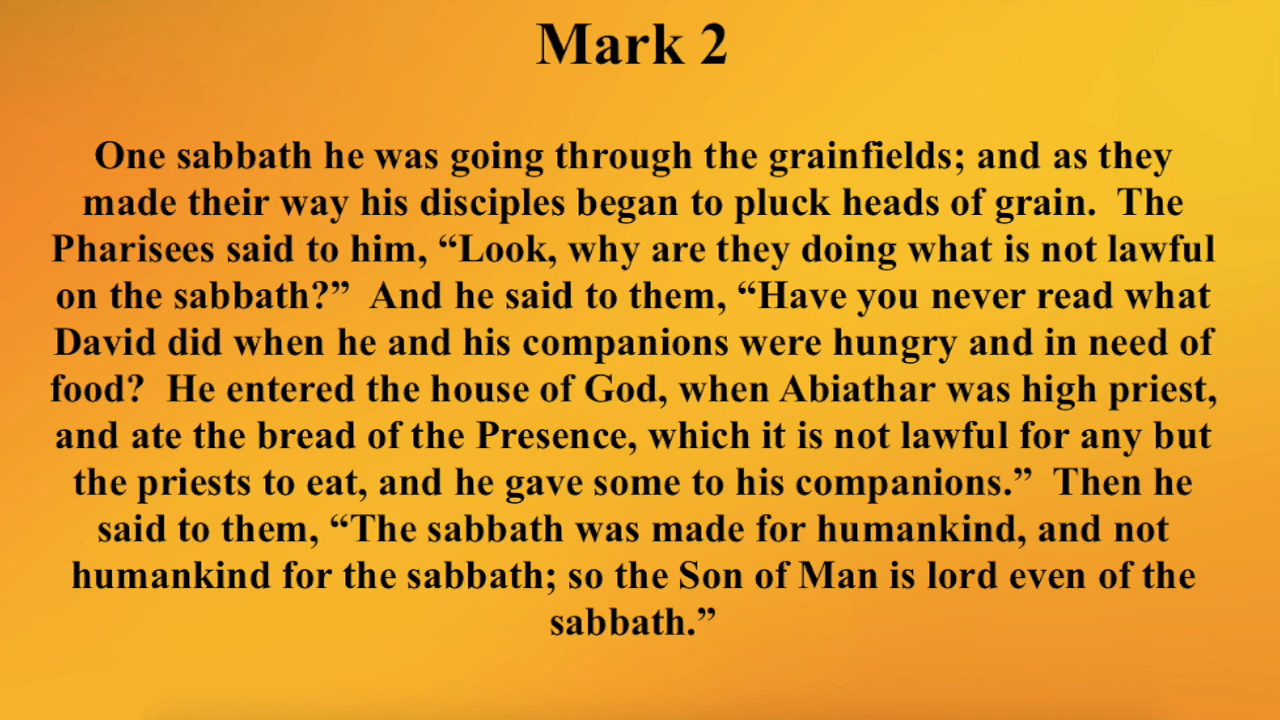 Mark 2
One sabbath he was going through the grainfields; and as they
made their way his disciples began to pluck heads of grain.  The
Pharisees said to him, “Look, why are they doing what is not lawful
on the sabbath?”  And he said to them, “Have you never read what
David did when he and his companions were hungry and in need of
food?  He entered the house of God, when Abiathar was high priest,
and ate the bread of the Presence, which it is not lawful for any but
the priests to eat, and he gave some to his companions.”  Then he
said to them, “The sabbath was made for humankind, and not
humankind for the sabbath; so the Son of Man is lord even of the
sabbath.”